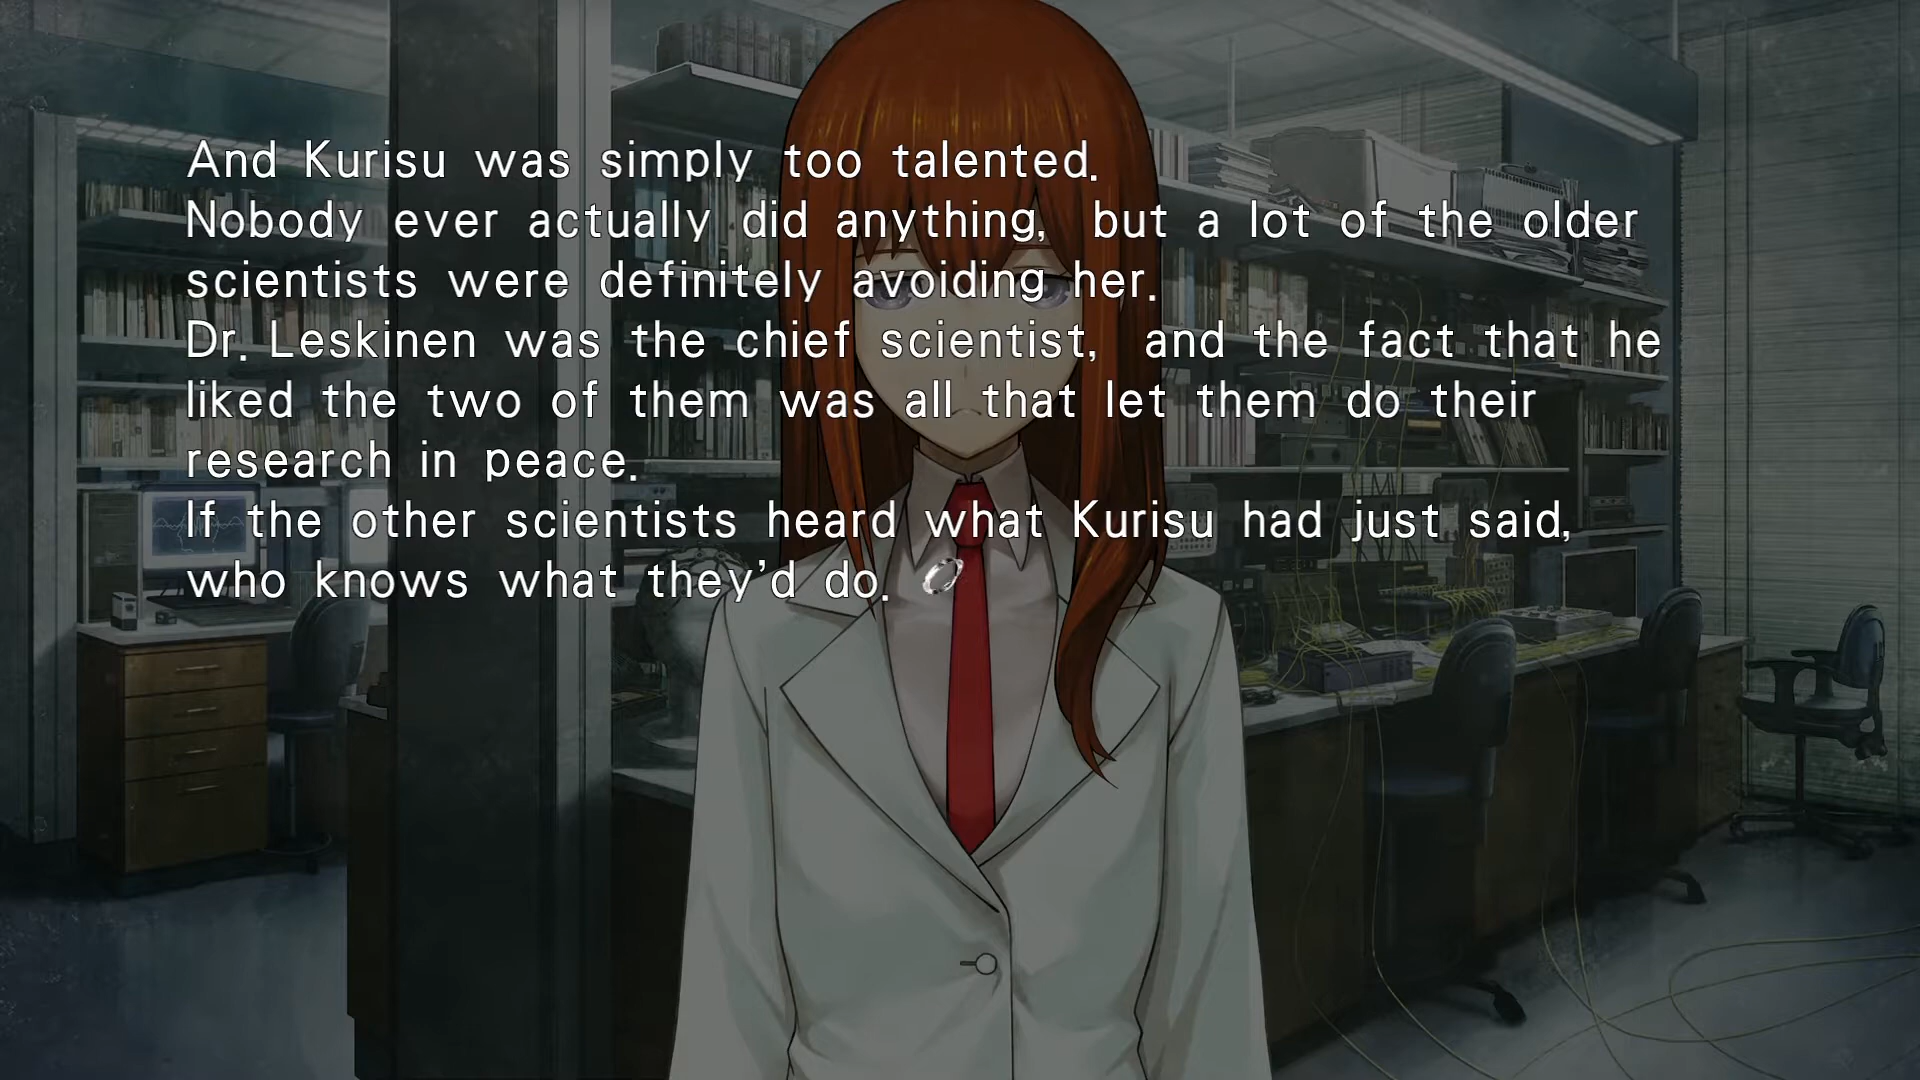 And Kurisu was simply too talented.
Nobody ever actually did anything, but a lot of the older
scientists were definitely avoiding her.
Dr. Leskinen was the chief scientist, and the fact that he
liked the two of them was all that let them do their
research in peace.
If the other scientists heard what Kurisu had just said,
who knows what they'd do.